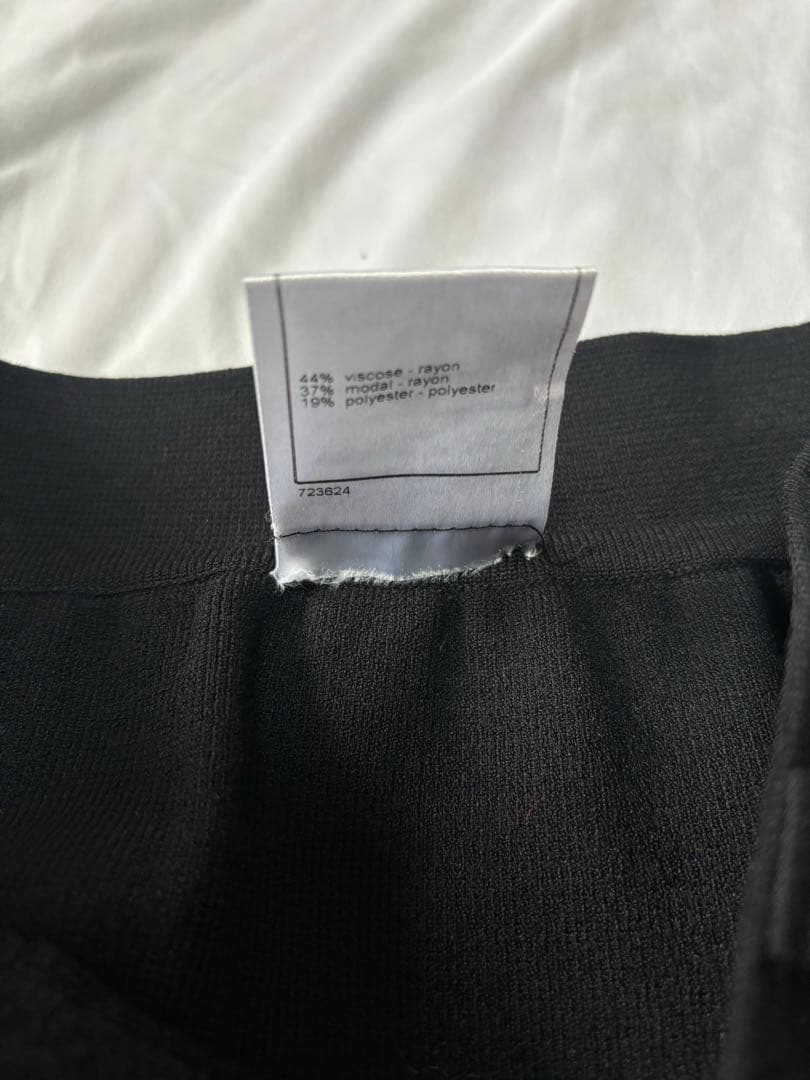 44% viscose - rayon
37% modal - rayon
19% polyester - polyester
723624